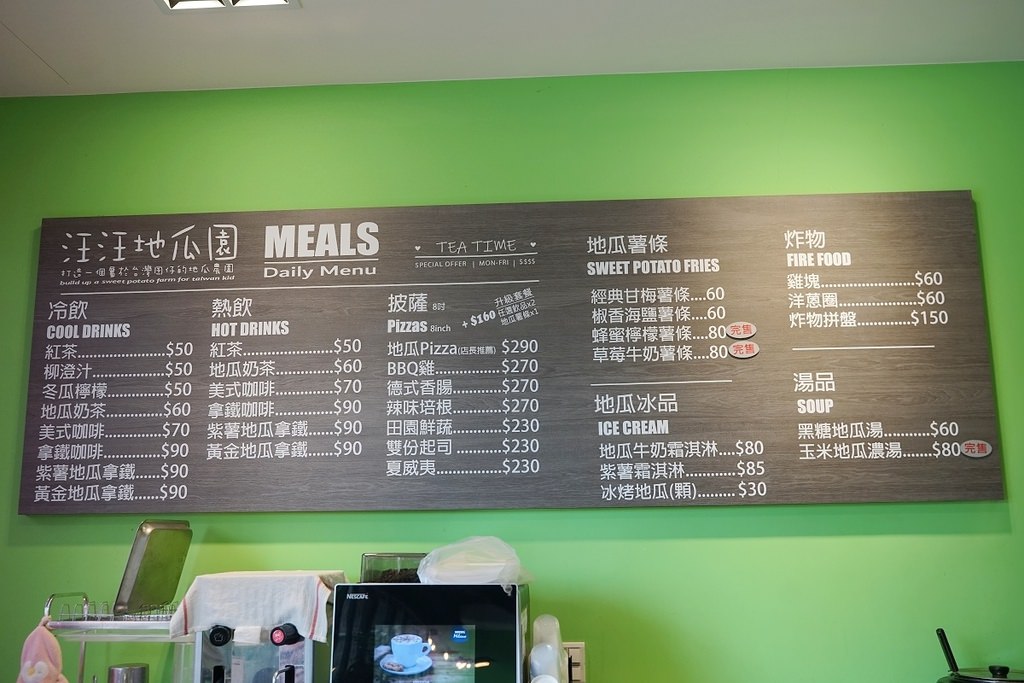 汪汪地瓜園
打造一個屬於台灣囝仔的地瓜農園
build up a sweet potato farm for taiwan kid
MEALS
Daily Menu
♥ TEA TIME ♥
SPECIAL OFFER | MON-FRI | $$$$
冷飲
COOL DRINKS
紅茶....................$50
柳澄汁.................$50
冬瓜檸檬.............$50
地瓜奶茶.............$60
美式咖啡.............$70
拿鐵咖啡.............$90
紫薯地瓜拿鐵......$90
黃金地瓜拿鐵......$90
熱飲
HOT DRINKS
紅茶....................$50
地瓜奶茶.............$60
美式咖啡.............$70
拿鐵咖啡.............$90
紫薯地瓜拿鐵......$90
黃金地瓜拿鐵......$90
披薩 8吋
Pizzas 8inch
+ $160 升級套餐
任選飲品x2
地瓜薯條x1
地瓜Pizza(店長推薦) $290
BBQ雞.................$270
德式香腸.............$270
辣味培根.............$270
田園鮮蔬.............$230
雙份起司.............$230
夏威夷.................$230
地瓜薯條
SWEET POTATO FRIES
經典甘梅薯條....60
椒香海鹽薯條....60
蜂蜜檸檬薯條....80 完售
草莓牛奶薯條....80 完售
地瓜冰品
ICE CREAM
地瓜牛奶霜淇淋....$80
紫薯霜淇淋...........$85
冰烤地瓜(顆).........$30
炸物
FIRE FOOD
雞塊.........................$60
洋蔥圈.....................$60
炸物拼盤................$150
湯品
SOUP
黑糖地瓜湯...........$60
玉米地瓜濃湯.......$80 完售
NESCAFÉ